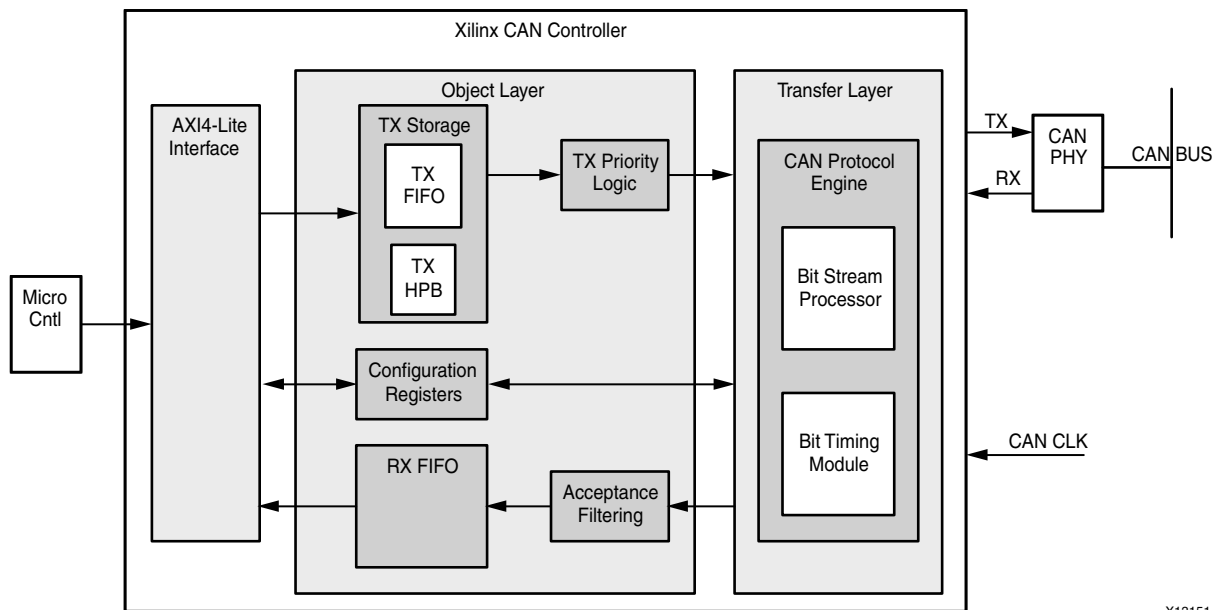 Xilinx CAN Controller
Object Layer
Transfer Layer
AXI4-Lite
Interface
TX Storage
TX
FIFO
TX
HPB
TX Priority
Logic
CAN Protocol
Engine
Bit Stream
Processor
Bit Timing
Module
TX
RX
CAN
PHY
CAN BUS
Micro
Cntl
Configuration
Registers
RX FIFO
Acceptance
Filtering
CAN CLK
X12151